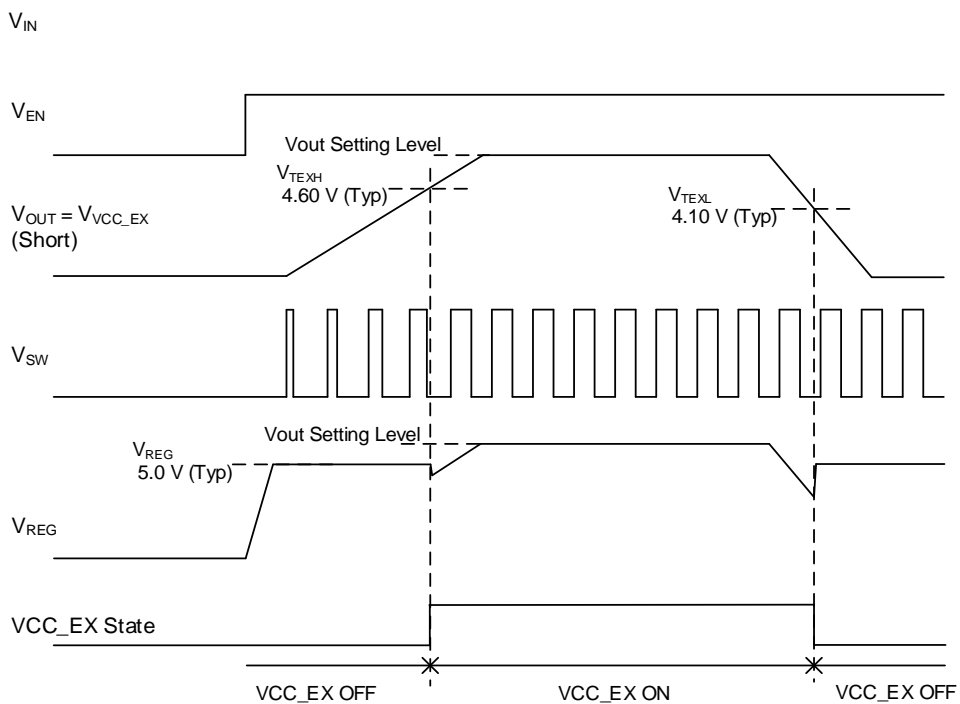 VIN
VEN
Vout Setting Level
VTEXH
4.60 V (Typ)
VTEXL
4.10 V (Typ)
VOUT = VVCC_EX
(Short)
VSW
Vout Setting Level
VREG
5.0 V (Typ)
VREG
VCC_EX State
VCC_EX OFF
VCC_EX ON
VCC_EX OFF